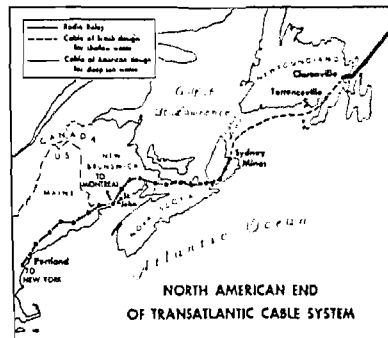 Radio Relay
Cable of British design
for shallow water
Cable of American design
for deep sea water
NEWFOUNDLAND
Clarenville
Terrenceville
Gulf of
St. Lawrence
CANADA
U.S.
NEW
BRUNSWICK
TO
MONTREAL
MAINE
St.
John
Sydney
Mines
NOVA SCOTIA
Portland
TO
NEW YORK
Atlantic Ocean
NORTH AMERICAN END
OF TRANSATLANTIC CABLE SYSTEM